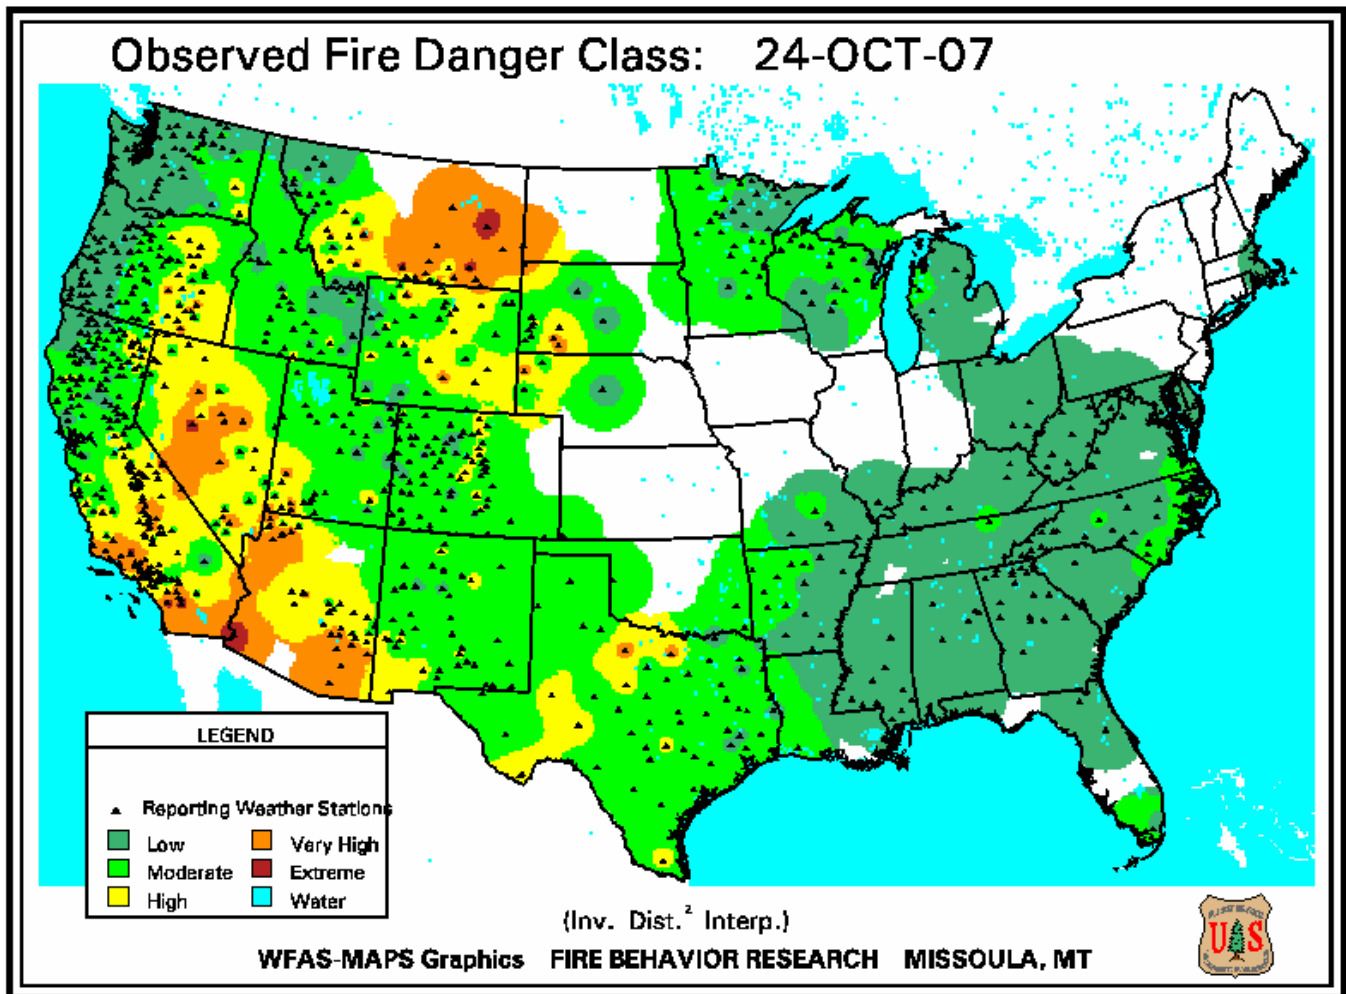 Observed Fire Danger Class: 24-OCT-07
LEGEND
Reporting Weather Stations
Low
Very High
Moderate
Extreme
High
Water
(Inv. Dist.² Interp.)
WFAS-MAPS Graphics FIRE BEHAVIOR RESEARCH MISSOULA, MT
U S